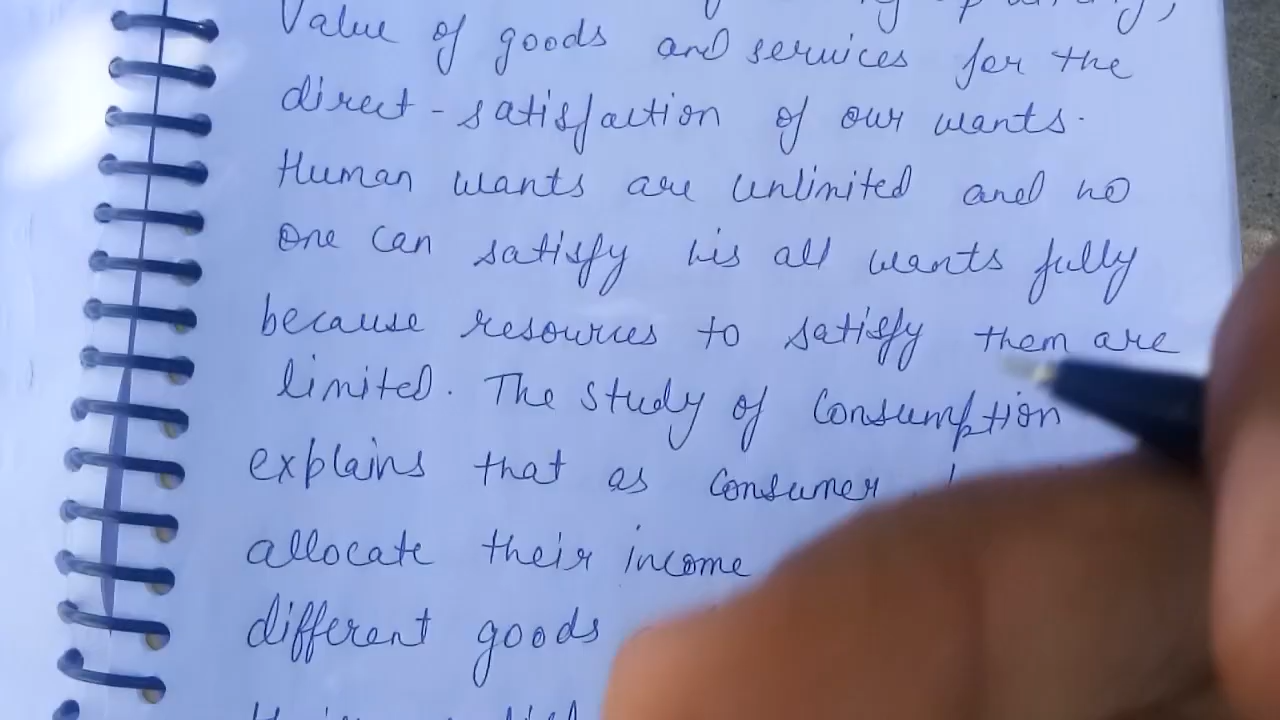 Value of goods and services for the
direct - satisfaction of our wants.
Human wants are unlimited and no
one can satisfy his all wants fully
because resources to satisfy them are
limited. The study of Consumption
explains that as consumer
allocate their income
different goods